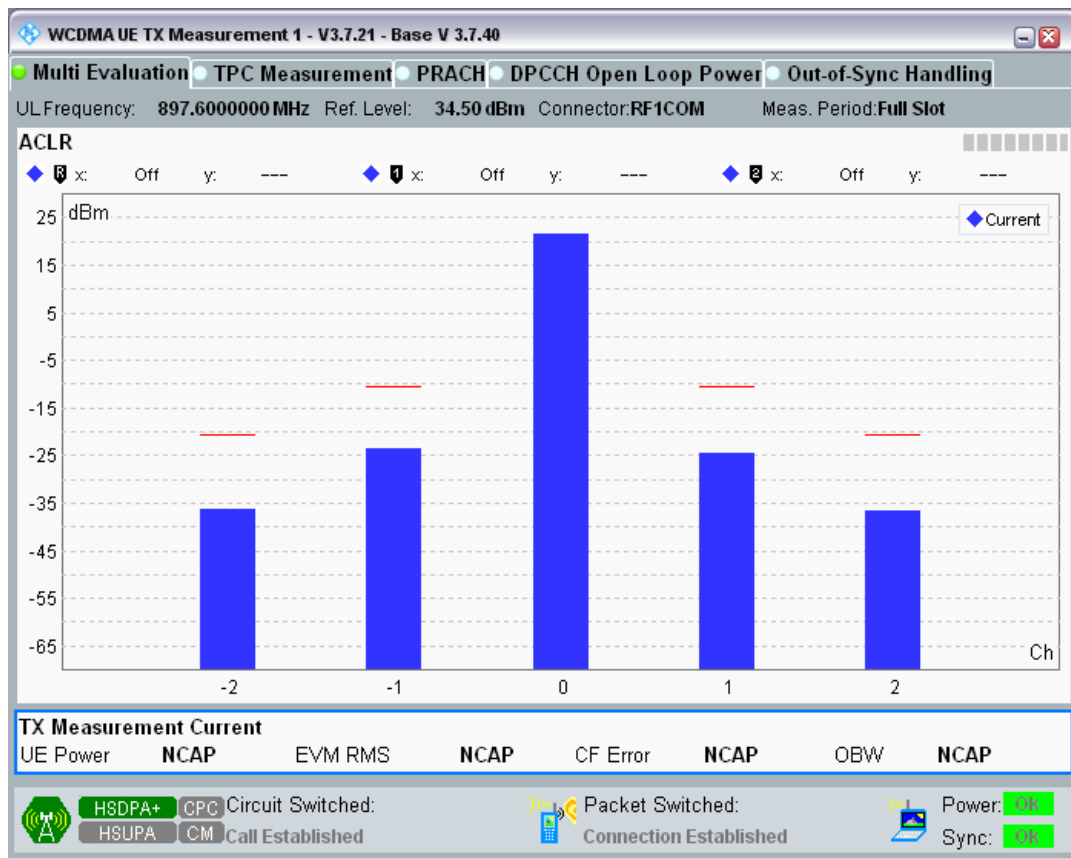 WCDMA UE TX Measurement 1 - V3.7.21 - Base V 3.7.40
Multi Evaluation TPC Measurement PRACH DPCCH Open Loop Power Out-of-Sync Handling
ULFrequency: 897.6000000 MHz Ref. Level: 34.50 dBm Connector:RF1COM Meas. Period:Full Slot
ACLR
R x: Off y: --- 1 x: Off y: --- 2 x: Off y: ---
dBm
Current
25
15
5
-5
-15
-25
-35
-45
-55
-65
Ch
-2 -1 0 1 2
TX Measurement Current
UE Power NCAP EVM RMS NCAP CF Error NCAP OBW NCAP
HSDPA+ CPC Circuit Switched: Packet Switched: Power: OK
HSUPA CM Call Established Connection Established Sync: OK